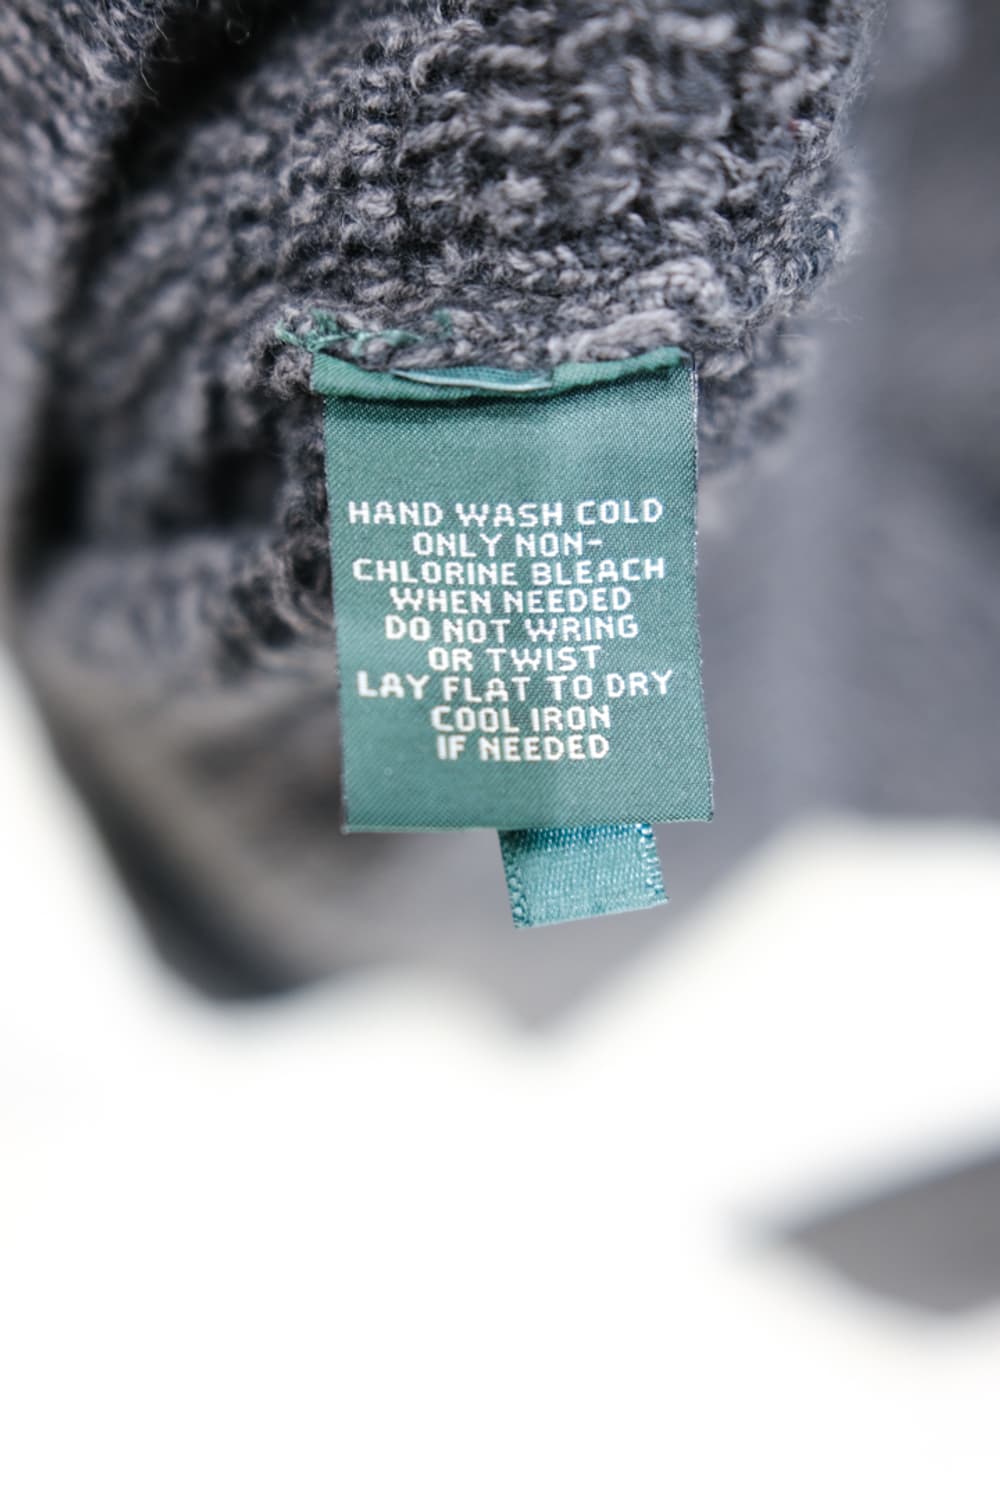 HAND WASH COLD
ONLY NON-
CHLORINE BLEACH
WHEN NEEDED
DO NOT WRING
OR TWIST
LAY FLAT TO DRY
COOL IRON
IF NEEDED